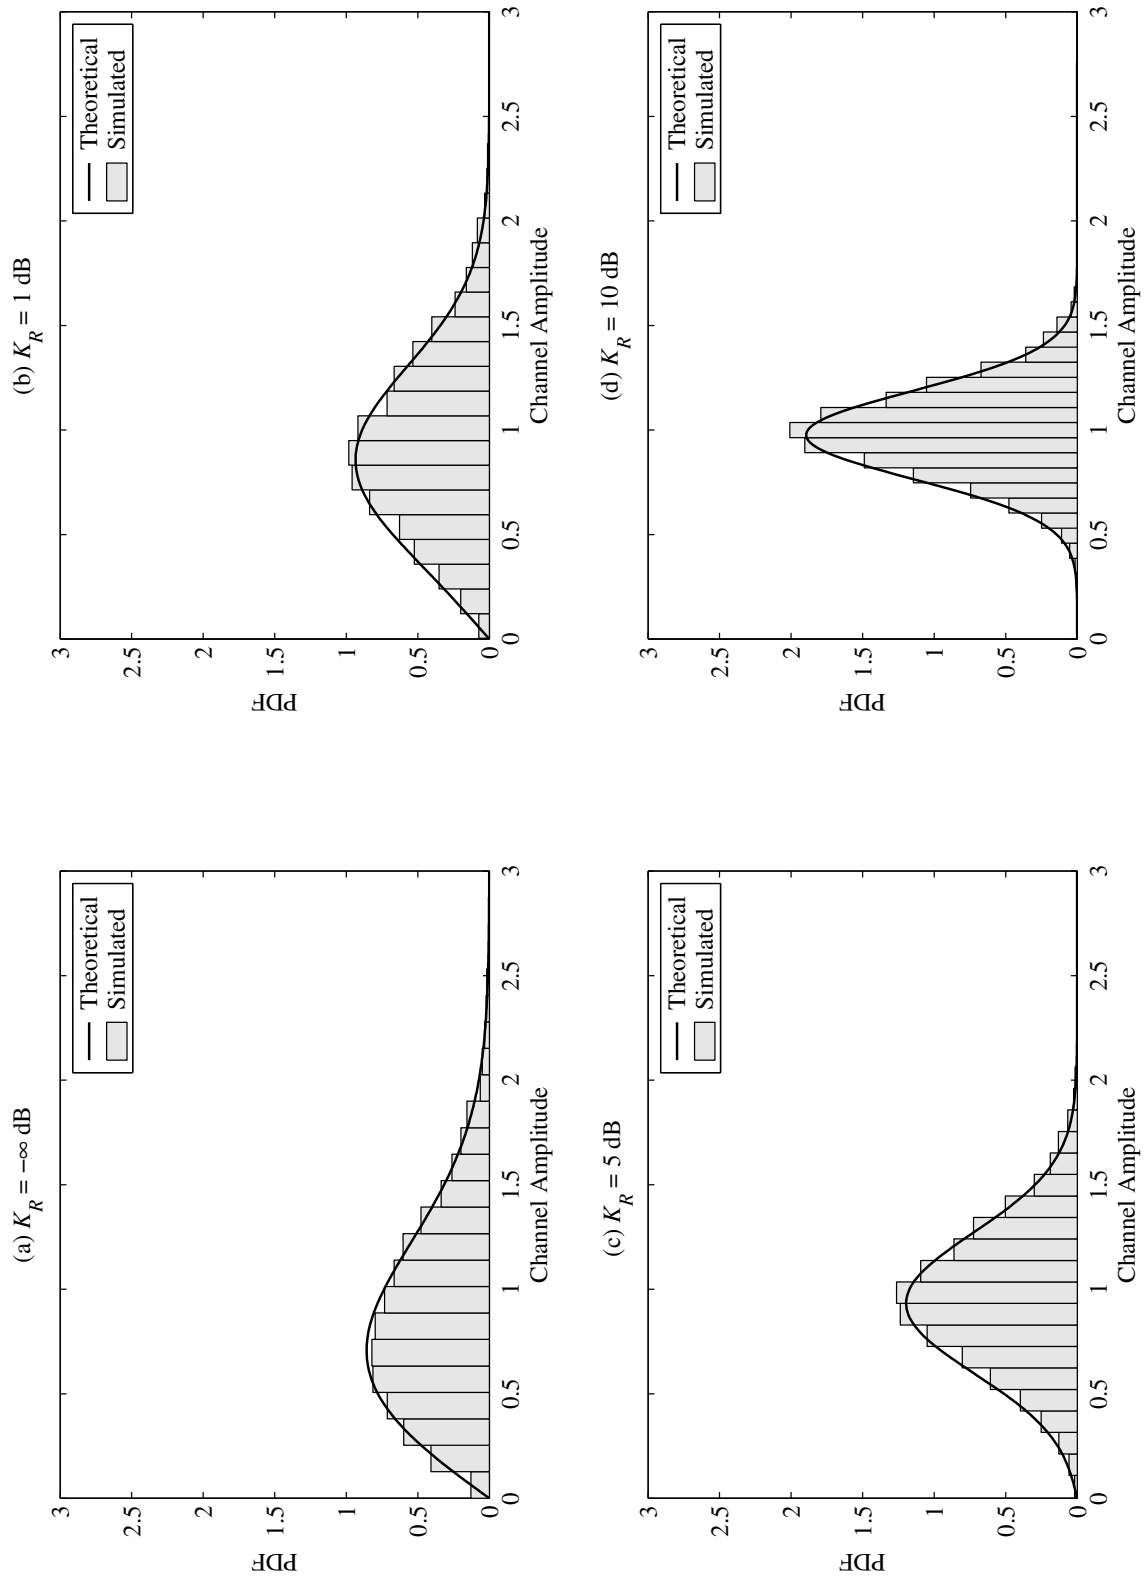 (a) K_R = −∞ dB
Theoretical
Simulated
PDF
3
2.5
2
1.5
1
0.5
0
0 0.5 1 1.5 2 2.5 3
Channel Amplitude
(b) K_R = 1 dB
Theoretical
Simulated
PDF
3
2.5
2
1.5
1
0.5
0
0 0.5 1 1.5 2 2.5 3
Channel Amplitude
(c) K_R = 5 dB
Theoretical
Simulated
PDF
3
2.5
2
1.5
1
0.5
0
0 0.5 1 1.5 2 2.5 3
Channel Amplitude
(d) K_R = 10 dB
Theoretical
Simulated
PDF
3
2.5
2
1.5
1
0.5
0
0 0.5 1 1.5 2 2.5 3
Channel Amplitude